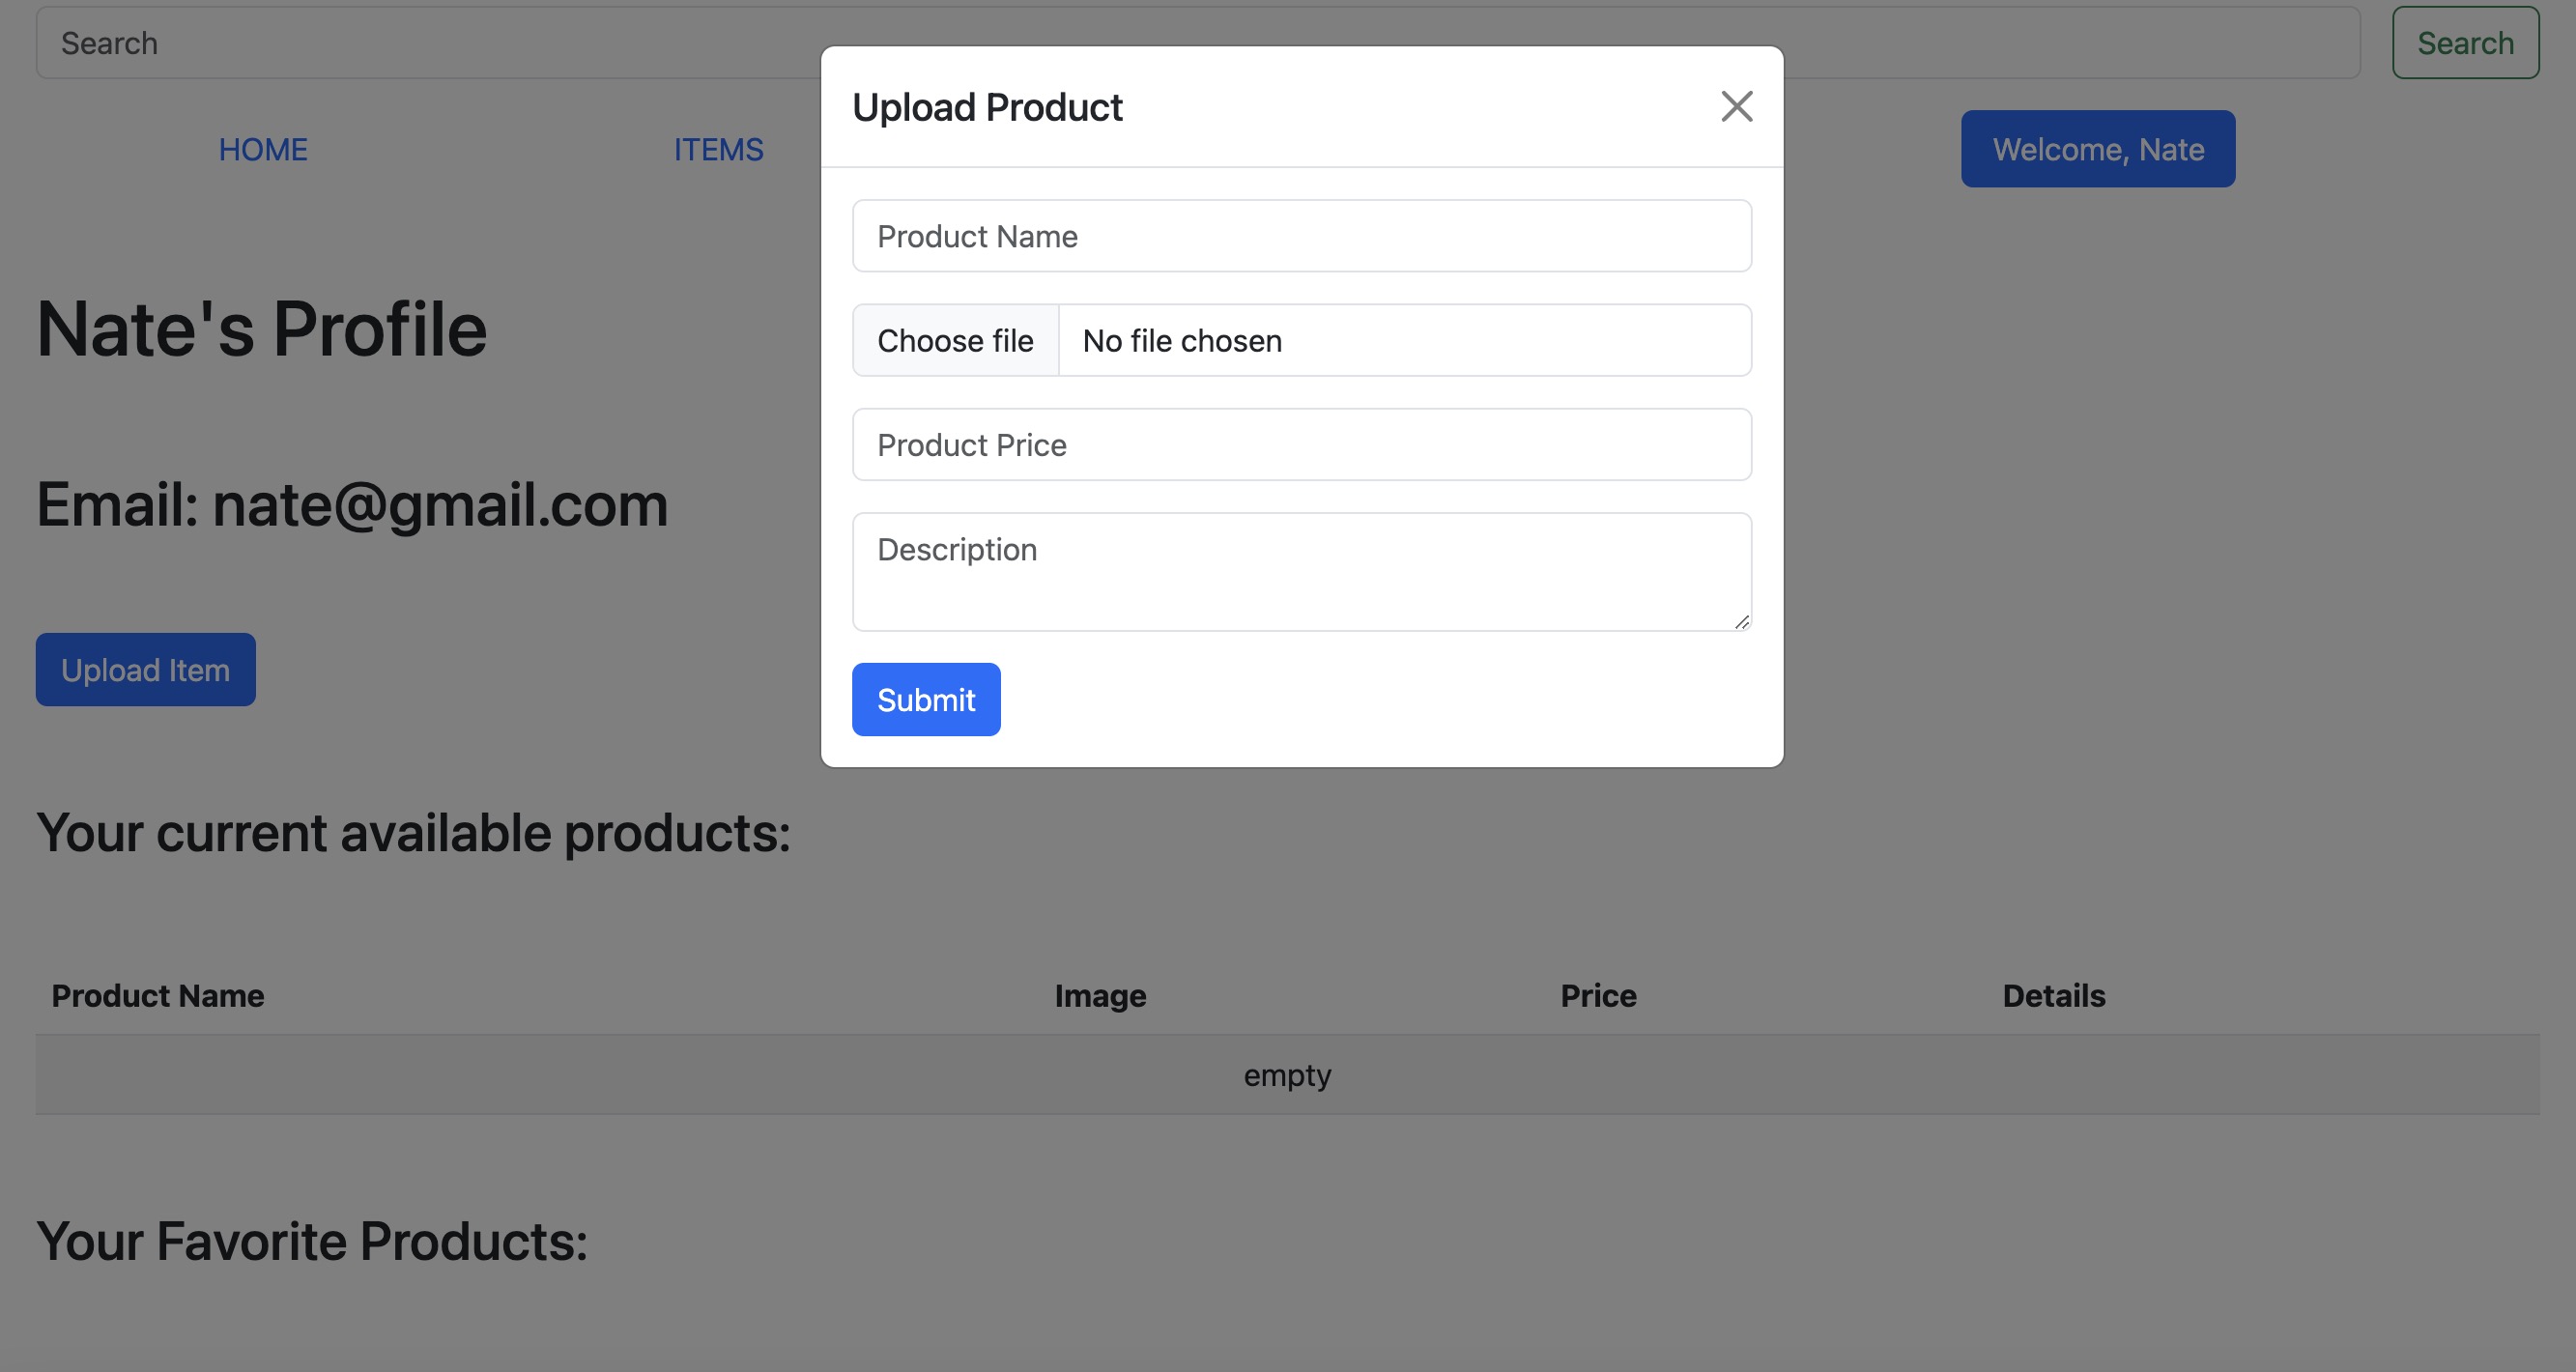 Search
Search
HOME
ITEMS
Welcome, Nate
Upload Product
Product Name
Choose file
No file chosen
Product Price
Description
Submit
Nate's Profile
Email: nate@gmail.com
Upload Item
Your current available products:
Product Name Image Price Details
empty
Your Favorite Products: